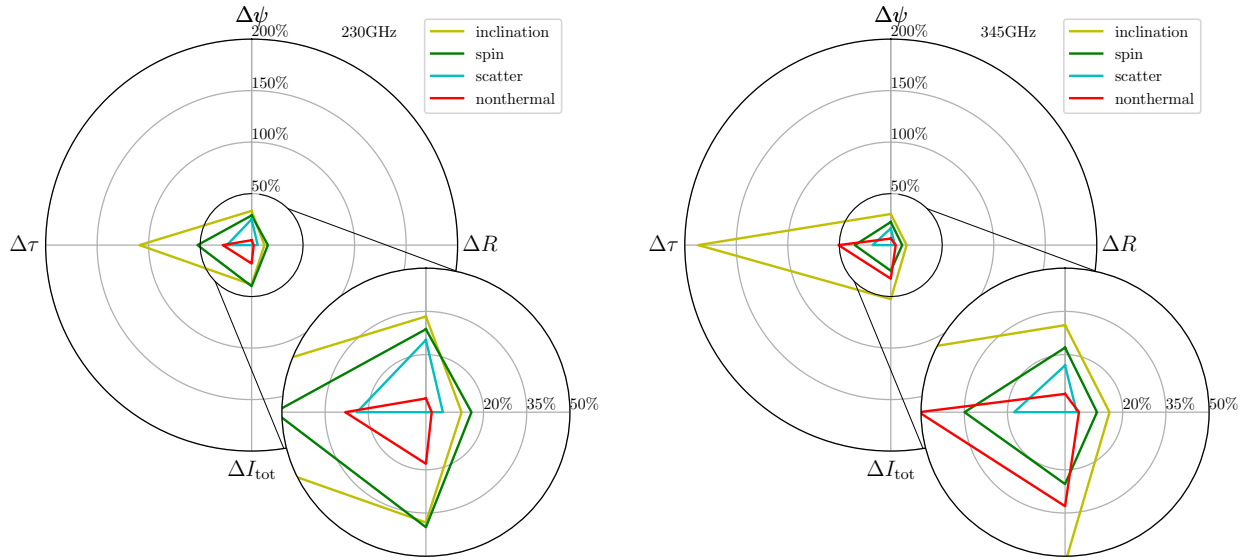 Δψ
200%
230GHz
inclination
spin
scatter
nonthermal
150%
100%
50%
Δτ
ΔR
20% 35% 50%
ΔI_tot
Δψ
200%
345GHz
inclination
spin
scatter
nonthermal
150%
100%
50%
Δτ
ΔR
20% 35% 50%
ΔI_tot